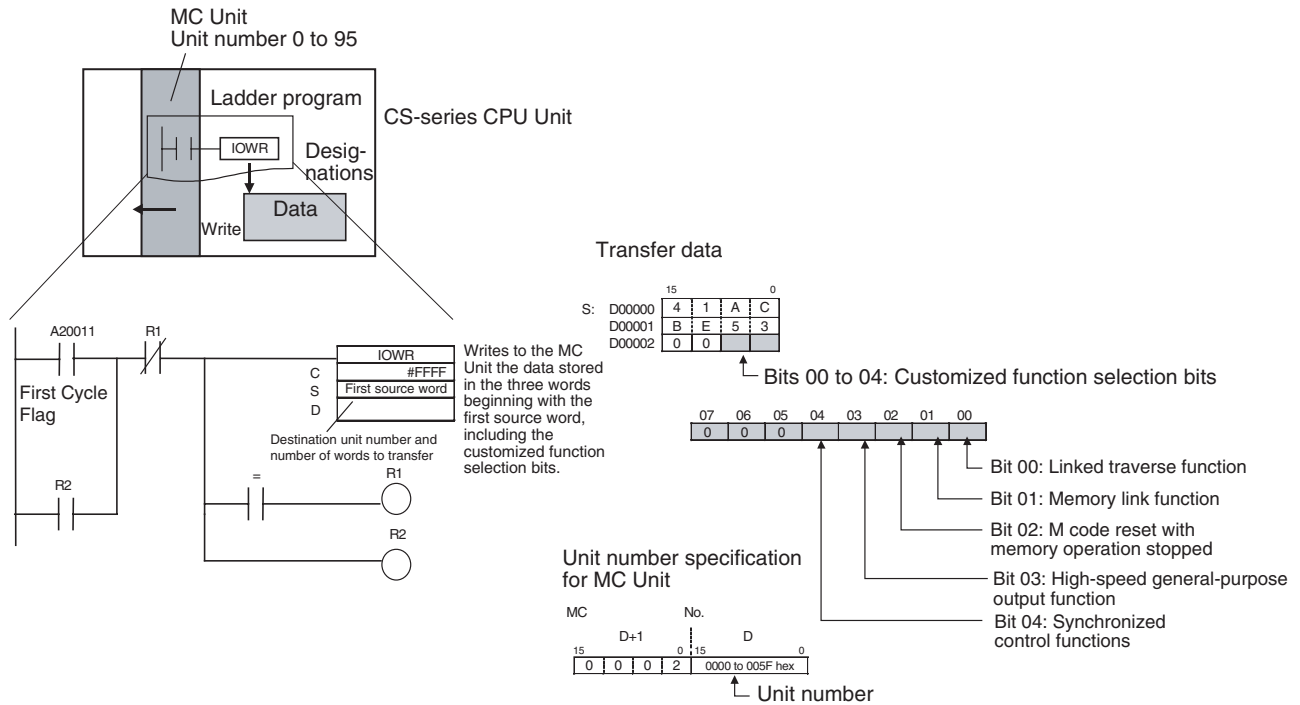 MC Unit
Unit number 0 to 95
Ladder program
CS-series CPU Unit
IOWR
Desig-
nations
Data
Write
A20011
R1
First Cycle
Flag
R2
IOWR
C #FFFF
S First source word
D
Destination unit number and
number of words to transfer
Writes to the MC
Unit the data stored
in the three words
beginning with the
first source word,
including the
customized function
selection bits.
=
R1
R2
Transfer data
15 0
S: D00000 4 1 A C
D00001 B E 5 3
D00002 0 0
Bits 00 to 04: Customized function selection bits
07 06 05 04 03 02 01 00
0 0 0
Bit 00: Linked traverse function
Bit 01: Memory link function
Bit 02: M code reset with
memory operation stopped
Bit 03: High-speed general-purpose
output function
Bit 04: Synchronized
control functions
Unit number specification
for MC Unit
MC No.
D+1 D
15 0 15 0
0 0 0 2 0000 to 005F hex
Unit number